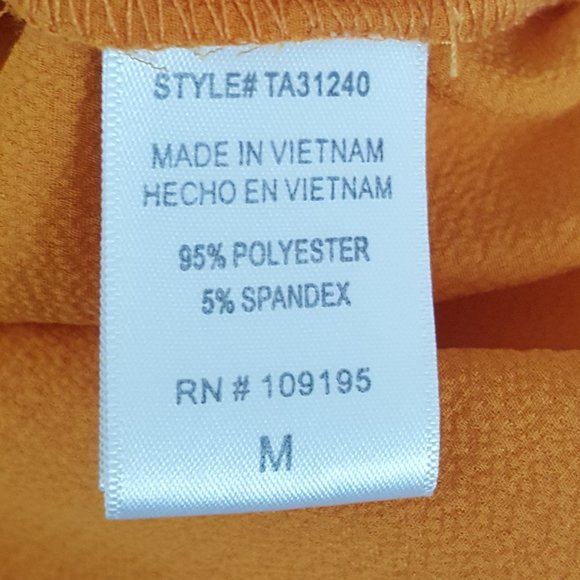 STYLE# TA31240
MADE IN VIETNAM
HECHO EN VIETNAM
95% POLYESTER
5% SPANDEX
RN # 109195
M